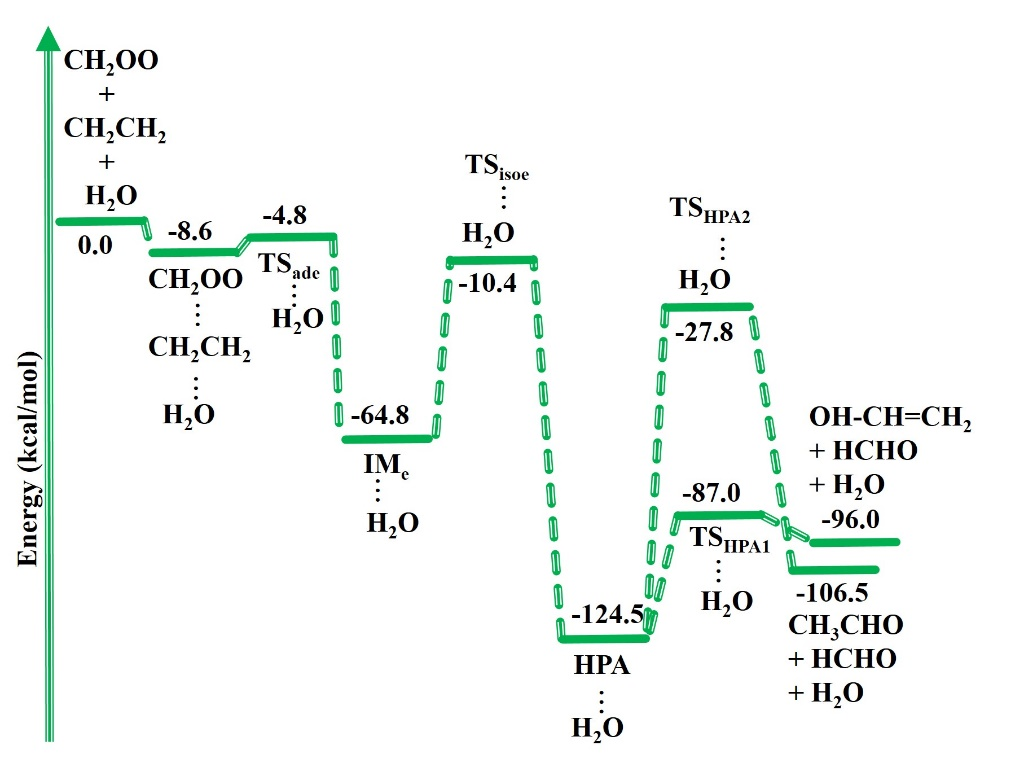 Energy (kcal/mol)
CH₂OO
+
CH₂CH₂
+
H₂O
0.0
-8.6
CH₂OO
⋮
CH₂CH₂
⋮
H₂O
-4.8
TSade
⋮
H₂O
-64.8
IMe
⋮
H₂O
TSisoe
⋮
H₂O
-10.4
-124.5
HPA
⋮
H₂O
TSHPA2
⋮
H₂O
-27.8
-87.0
TSHPA1
⋮
H₂O
OH-CH=CH₂
+ HCHO
+ H₂O
-96.0
-106.5
CH₃CHO
+ HCHO
+ H₂O